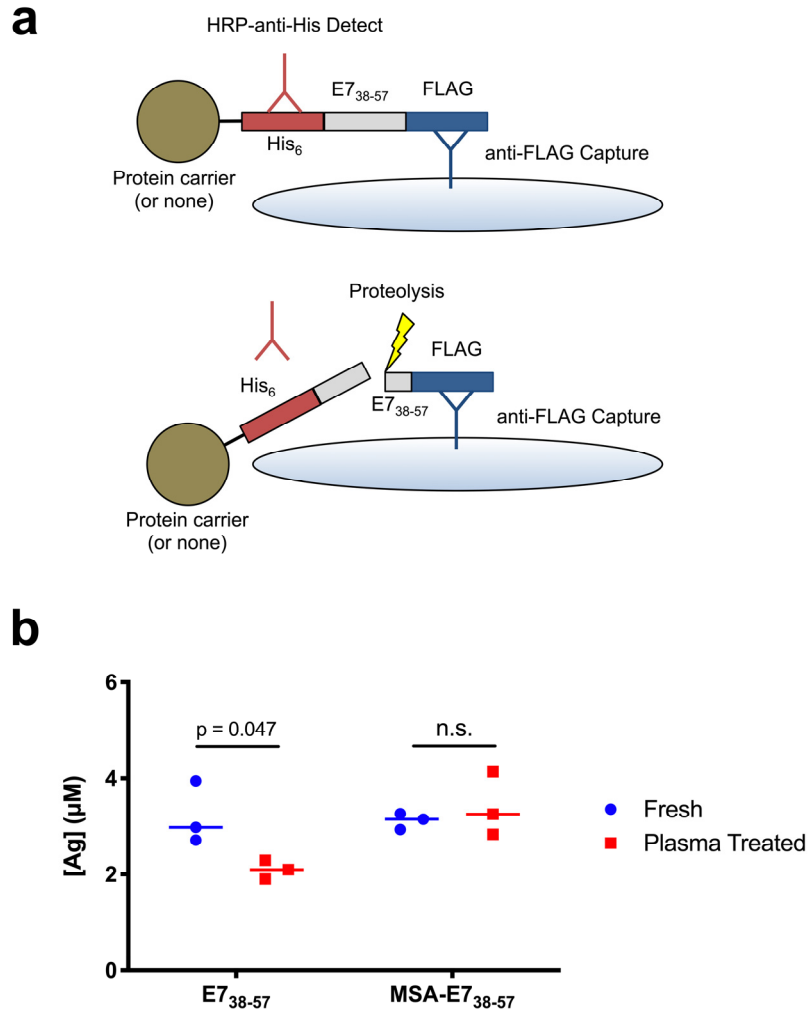 a
HRP-anti-His Detect
E7₃₈₋₅₇
FLAG
His₆
anti-FLAG Capture
Protein carrier
(or none)
Proteolysis
FLAG
His₆
E7₃₈₋₅₇
anti-FLAG Capture
Protein carrier
(or none)
b
6
p = 0.047
n.s.
4
[Ag] (µM)
Fresh
Plasma Treated
2
0
E7₃₈₋₅₇
MSA-E7₃₈₋₅₇